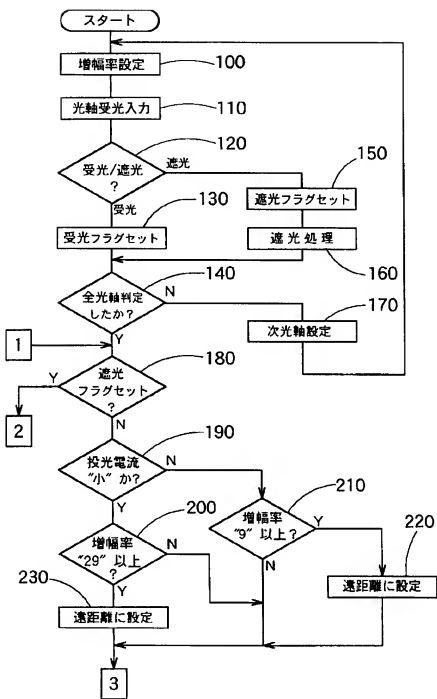 スタート
増幅率設定
100
光軸受光入力
110
120
受光/遮光
?
遮光
受光
150
遮光フラグセット
130
受光フラグセット
遮光処理
160
140
全光軸判定
したか?
N
Y
170
次光軸設定
1
180
遮光
フラグセット
?
Y
N
2
190
投光電流
"小"か?
N
Y
210
増幅率
"9"以上?
Y
N
200
増幅率
"29"以上
?
N
Y
220
遠距離に設定
230
遠距離に設定
3